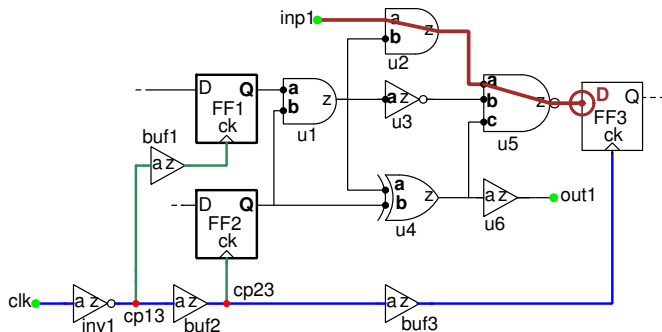 inp1
a
b
z
u2
D
Q
FF1
ck
a
b
z
u1
a
z
u3
a
b
c
z
u5
D
Q
FF3
ck
buf1
a z
D
Q
FF2
ck
a
b
z
u4
a z
u6
out1
clk
a z
inv1
cp13
a z
buf2
cp23
a z
buf3